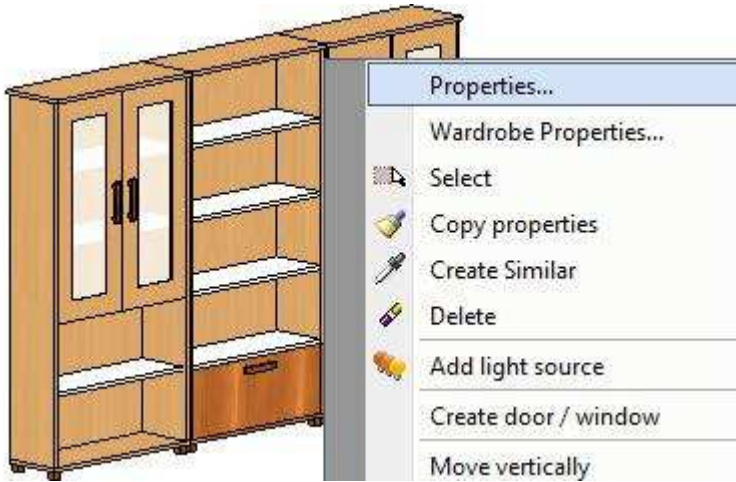 Properties...
Wardrobe Properties...
Select
Copy properties
Create Similar
Delete
Add light source
Create door / window
Move vertically